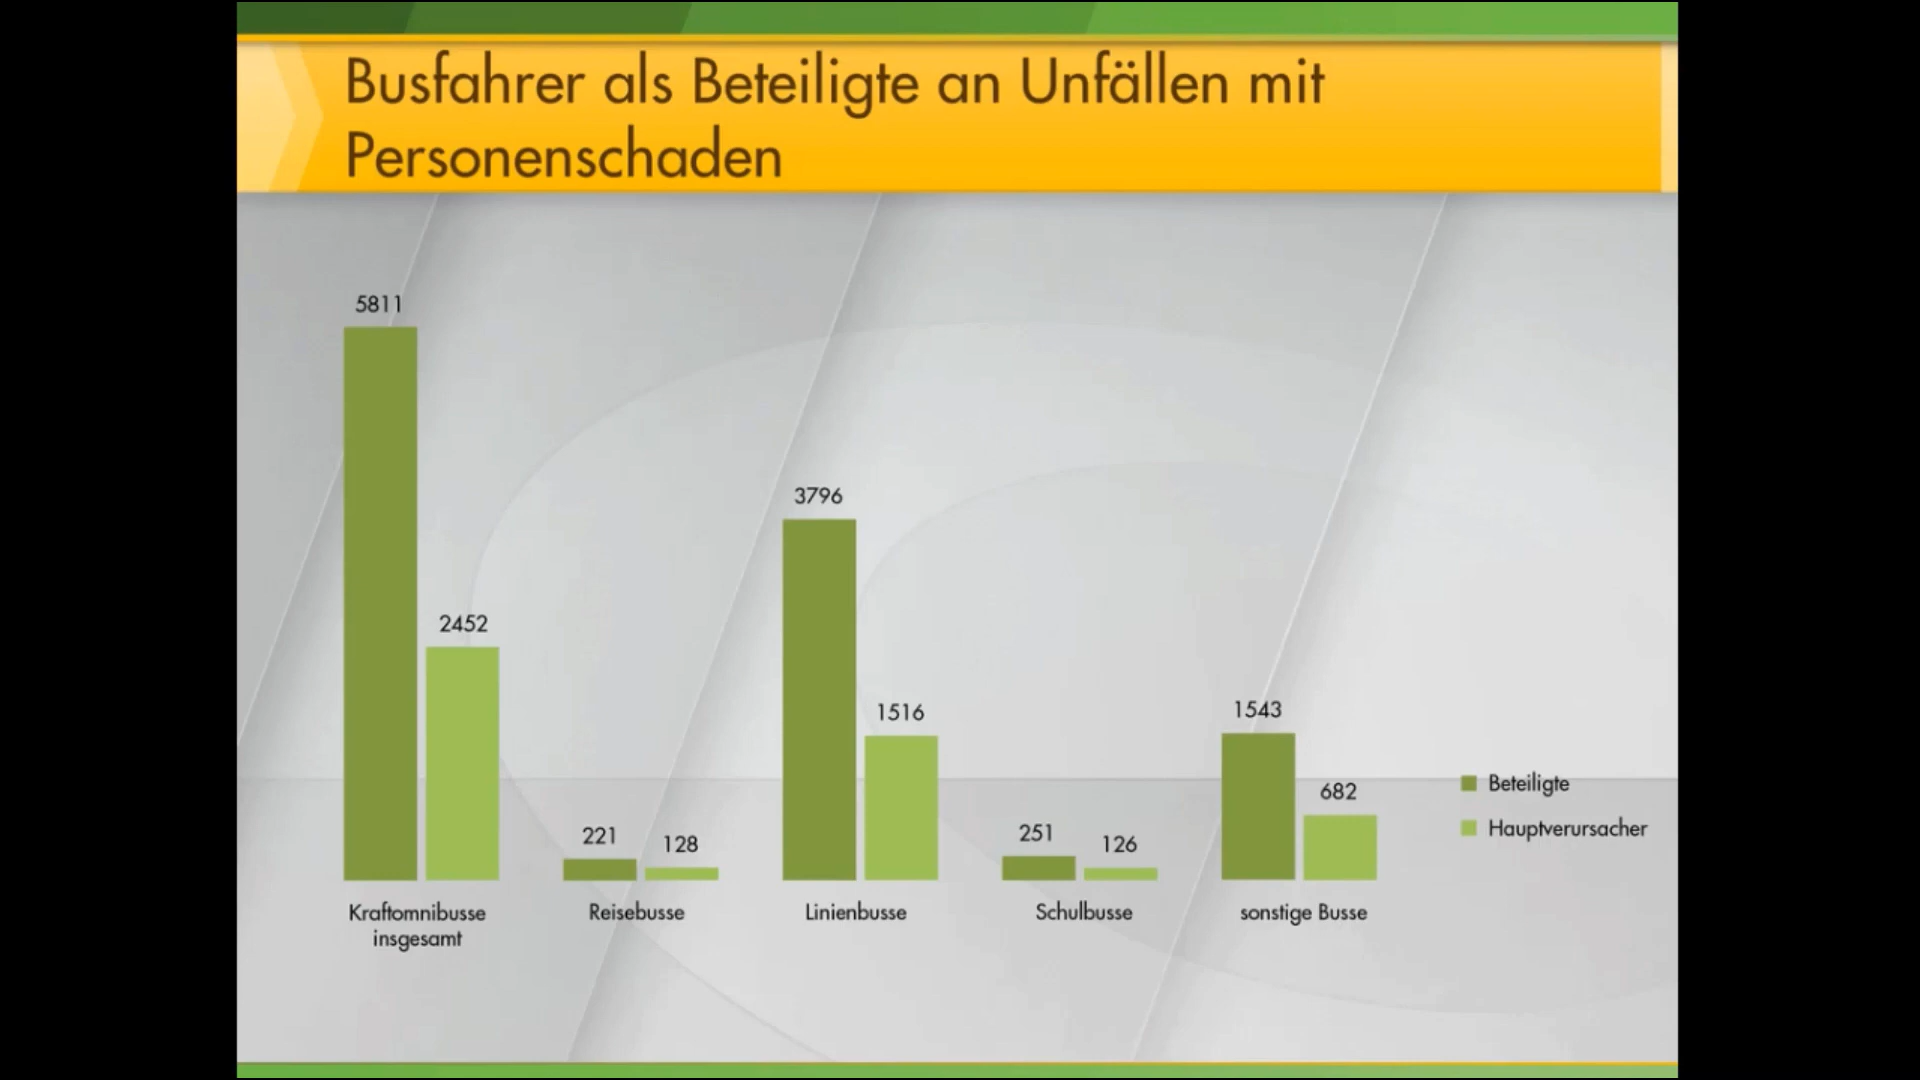 Busfahrer als Beteiligte an Unfällen mit
Personenschaden
5811
2452
221
128
3796
1516
251
126
1543
682
Kraftomnibusse
insgesamt
Reisebusse
Linienbusse
Schulbusse
sonstige Busse
Beteiligte
Hauptverursacher